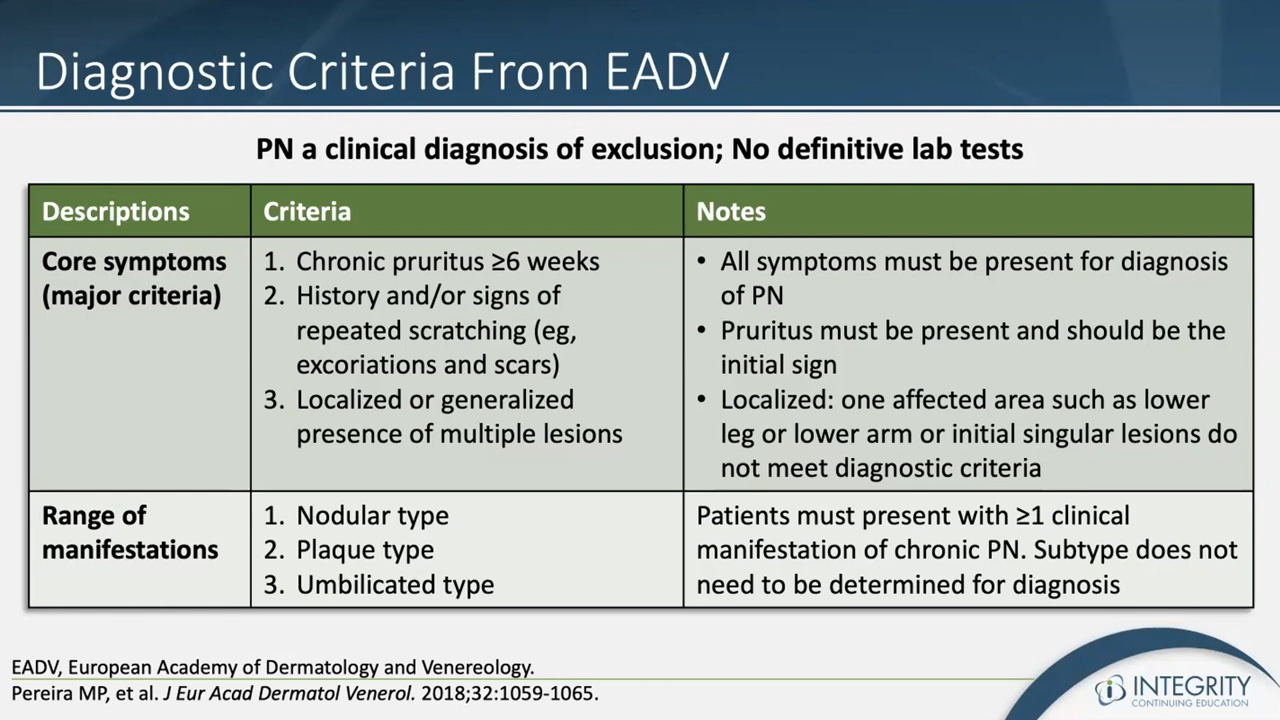 Diagnostic Criteria From EADV
PN a clinical diagnosis of exclusion; No definitive lab tests
Descriptions
Criteria
Notes
Core symptoms
(major criteria)
1. Chronic pruritus ≥6 weeks
2. History and/or signs of
repeated scratching (eg,
excoriations and scars)
3. Localized or generalized
presence of multiple lesions
• All symptoms must be present for diagnosis
of PN
• Pruritus must be present and should be the
initial sign
• Localized: one affected area such as lower
leg or lower arm or initial singular lesions do
not meet diagnostic criteria
Range of
manifestations
1. Nodular type
2. Plaque type
3. Umbilicated type
Patients must present with ≥1 clinical
manifestation of chronic PN. Subtype does not
need to be determined for diagnosis
EADV, European Academy of Dermatology and Venereology.
Pereira MP, et al. J Eur Acad Dermatol Venerol. 2018;32:1059-1065.
INTEGRITY
CONTINUING EDUCATION